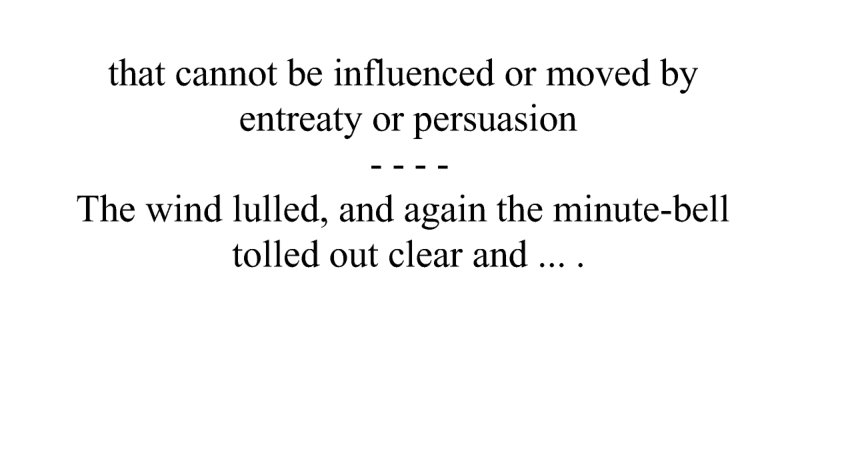 that cannot be influenced or moved by
entreaty or persuasion
- - - -
The wind lulled, and again the minute-bell
tolled out clear and ... .